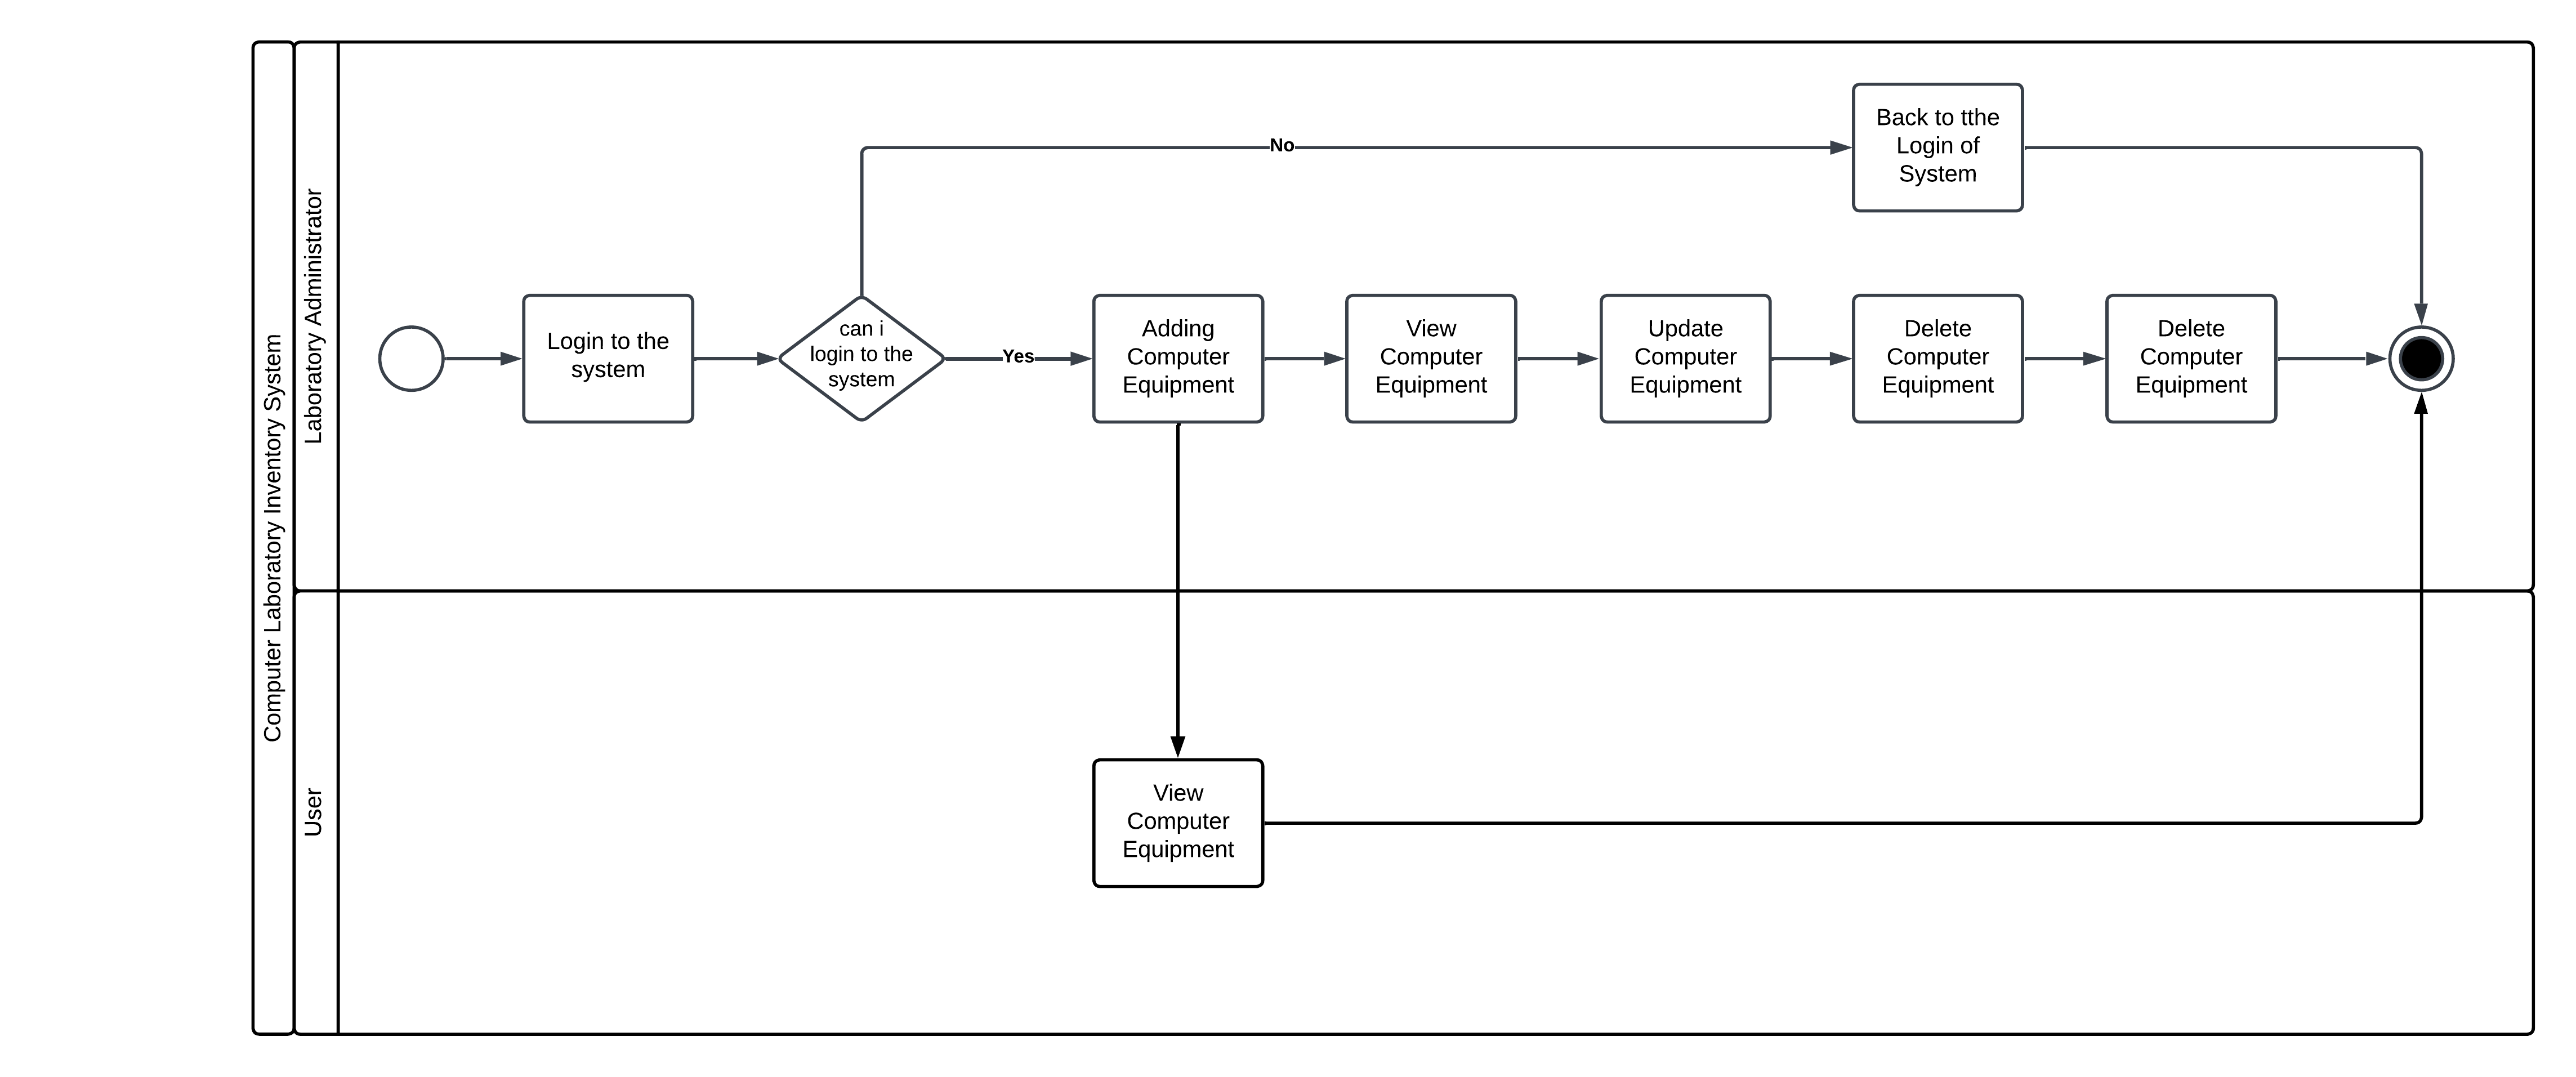 Computer Laboratory Inventory System
Laboratory Administrator
Back to tthe
Login of
System
No
Login to the
system
can i
login to the
system
Yes
Adding
Computer
Equipment
View
Computer
Equipment
Update
Computer
Equipment
Delete
Computer
Equipment
Delete
Computer
Equipment
User
View
Computer
Equipment